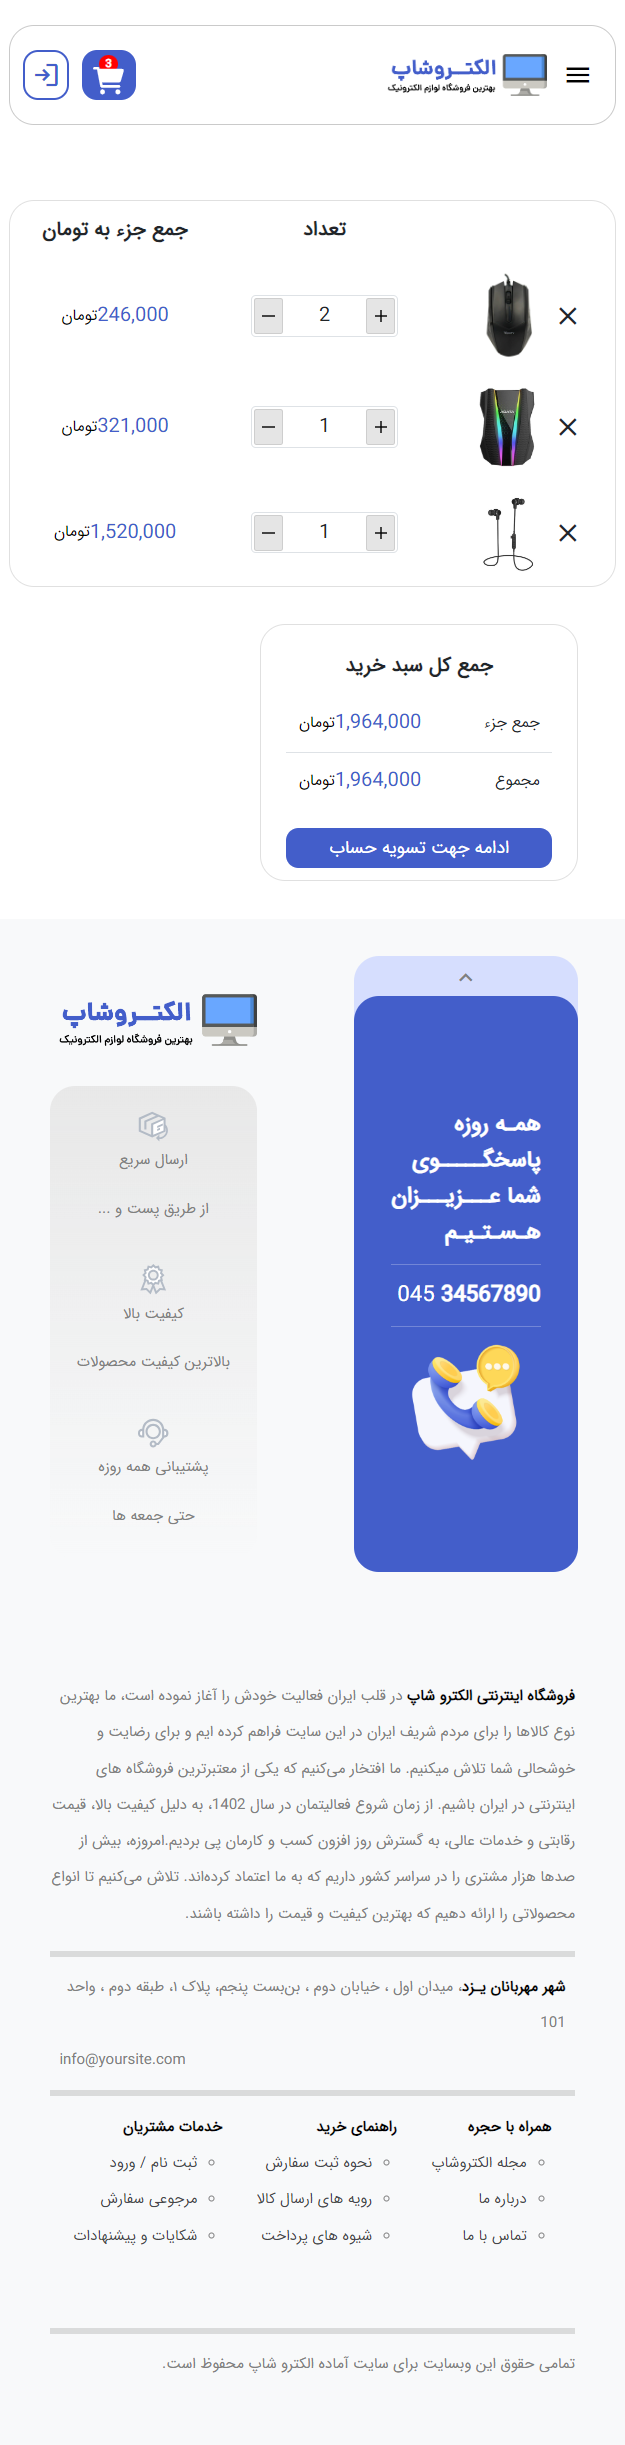 الکتــروشاپ
بهترین فروشگاه لوازم الکترونیک
3
تعداد
جمع جزء به تومان
2
246,000تومان
1
321,000تومان
1
1,520,000تومان
جمع کل سبد خرید
جمع جزء
1,964,000تومان
مجموع
1,964,000تومان
ادامه جهت تسویه حساب
همـه روزه
پاسخگـــــوی
شما عـــزیـــزان
هـسـتـیـم
34567890 045
الکتــروشاپ
بهترین فروشگاه لوازم الکترونیک
ارسال سریع
از طریق پست و ...
کیفیت بالا
بالاترین کیفیت محصولات
پشتیبانی همه روزه
حتی جمعه ها
فروشگاه اینترنتی الکترو شاپ در قلب ایران فعالیت خودش را آغاز نموده است، ما بهترین
نوع کالاها را برای مردم شریف ایران در این سایت فراهم کرده ایم و برای رضایت و
خوشحالی شما تلاش میکنیم. ما افتخار می‌کنیم که یکی از معتبرترین فروشگاه های
اینترنتی در ایران باشیم. از زمان شروع فعالیتمان در سال 1402، به دلیل کیفیت بالا، قیمت
رقابتی و خدمات عالی، به گسترش روز افزون کسب و کارمان پی بردیم.امروزه، بیش از
صدها هزار مشتری را در سراسر کشور داریم که به ما اعتماد کرده‌اند. تلاش می‌کنیم تا انواع
محصولاتی را ارائه دهیم که بهترین کیفیت و قیمت را داشته باشند.
شهر مهربانان یـزد، میدان اول ، خیابان دوم ، بن‌بست پنجم، پلاک ۱، طبقه دوم ، واحد
101
info@yoursite.com
همراه با حجره
مجله الکتروشاپ
درباره ما
تماس با ما
راهنمای خرید
نحوه ثبت سفارش
رویه های ارسال کالا
شیوه های پرداخت
خدمات مشتریان
ثبت نام / ورود
مرجوعی سفارش
شکایات و پیشنهادات
تمامی حقوق این وبسایت برای سایت آماده الکترو شاپ محفوظ است.